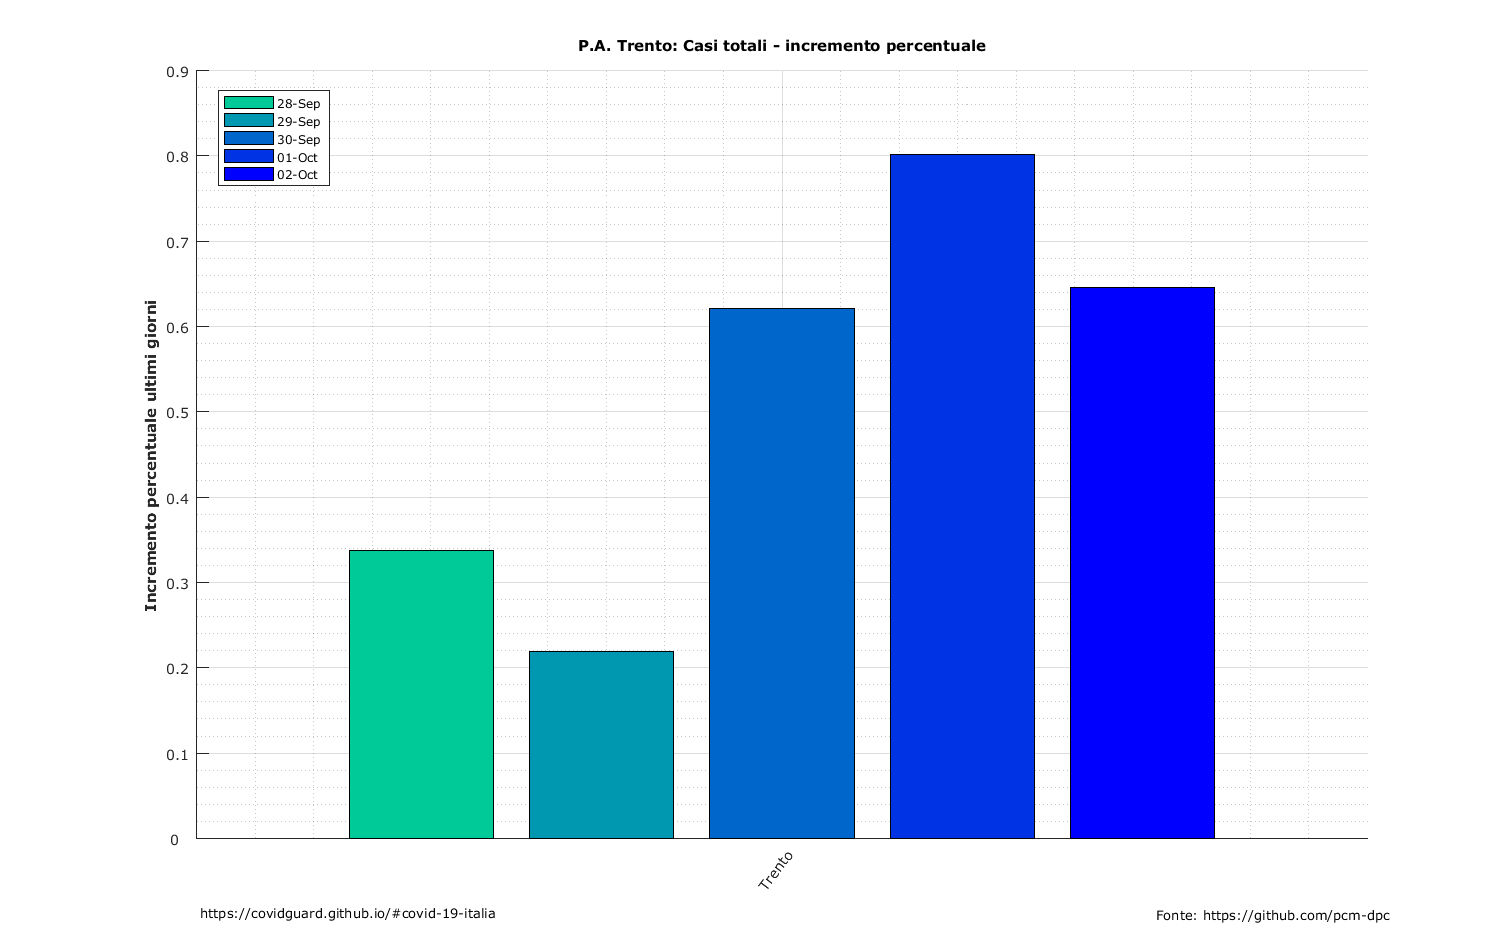 P.A. Trento: Casi totali - incremento percentuale
28-Sep
29-Sep
30-Sep
01-Oct
02-Oct
Incremento percentuale ultimi giorni
0.9
0.8
0.7
0.6
0.5
0.4
0.3
0.2
0.1
0
Trento
https://covidguard.github.io/#covid-19-italia
Fonte: https://github.com/pcm-dpc